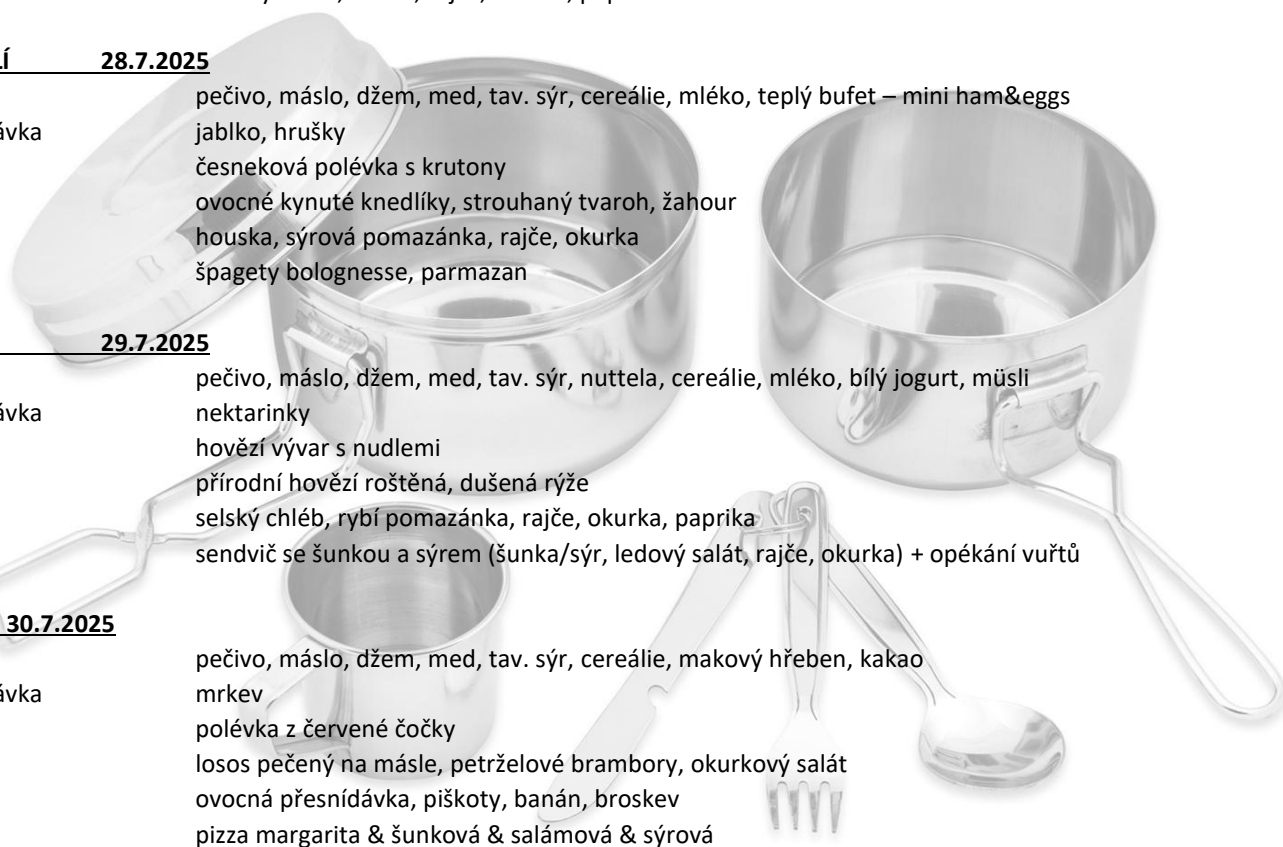 LÍ 28.7.2025
pečivo, máslo, džem, med, tav. sýr, cereálie, mléko, teplý bufet – mini ham&eggs
ávka jablko, hrušky
česneková polévka s krutony
ovocné kynuté knedlíky, strouhaný tvaroh, žahour
houska, sýrová pomazánka, rajče, okurka
špagety bolognesse, parmazan
29.7.2025
pečivo, máslo, džem, med, tav. sýr, nuttela, cereálie, mléko, bílý jogurt, müsli
ávka nektarinky
hovězí vývar s nudlemi
přírodní hovězí roštěná, dušená rýže
selský chléb, rybí pomazánka, rajče, okurka, paprika
sendvič se šunkou a sýrem (šunka/sýr, ledový salát, rajče, okurka) + opékání vuřtů
30.7.2025
pečivo, máslo, džem, med, tav. sýr, cereálie, makový hřeben, kakao
ávka mrkev
polévka z červené čočky
losos pečený na másle, petrželové brambory, okurkový salát
ovocná přesnídávka, piškoty, banán, broskev
pizza margarita & šunková & salámová & sýrová